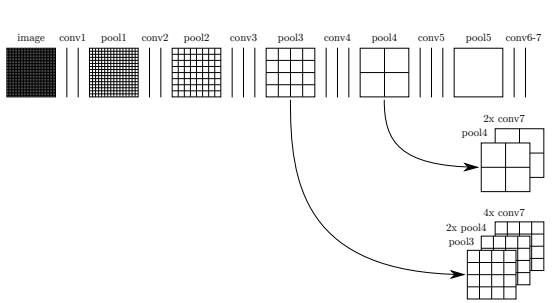 image conv1 pool1 conv2 pool2 conv3 pool3 conv4 pool4 conv5 pool5 conv6-7
2x conv7
pool4
4x conv7
2x pool4
pool3